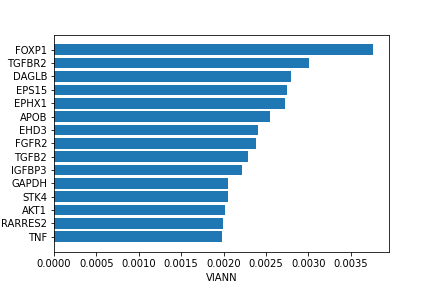 FOXP1
TGFBR2
DAGLB
EPS15
EPHX1
APOB
EHD3
FGFR2
TGFB2
IGFBP3
GAPDH
STK4
AKT1
RARRES2
TNF
0.0000 0.0005 0.0010 0.0015 0.0020 0.0025 0.0030 0.0035
VIANN